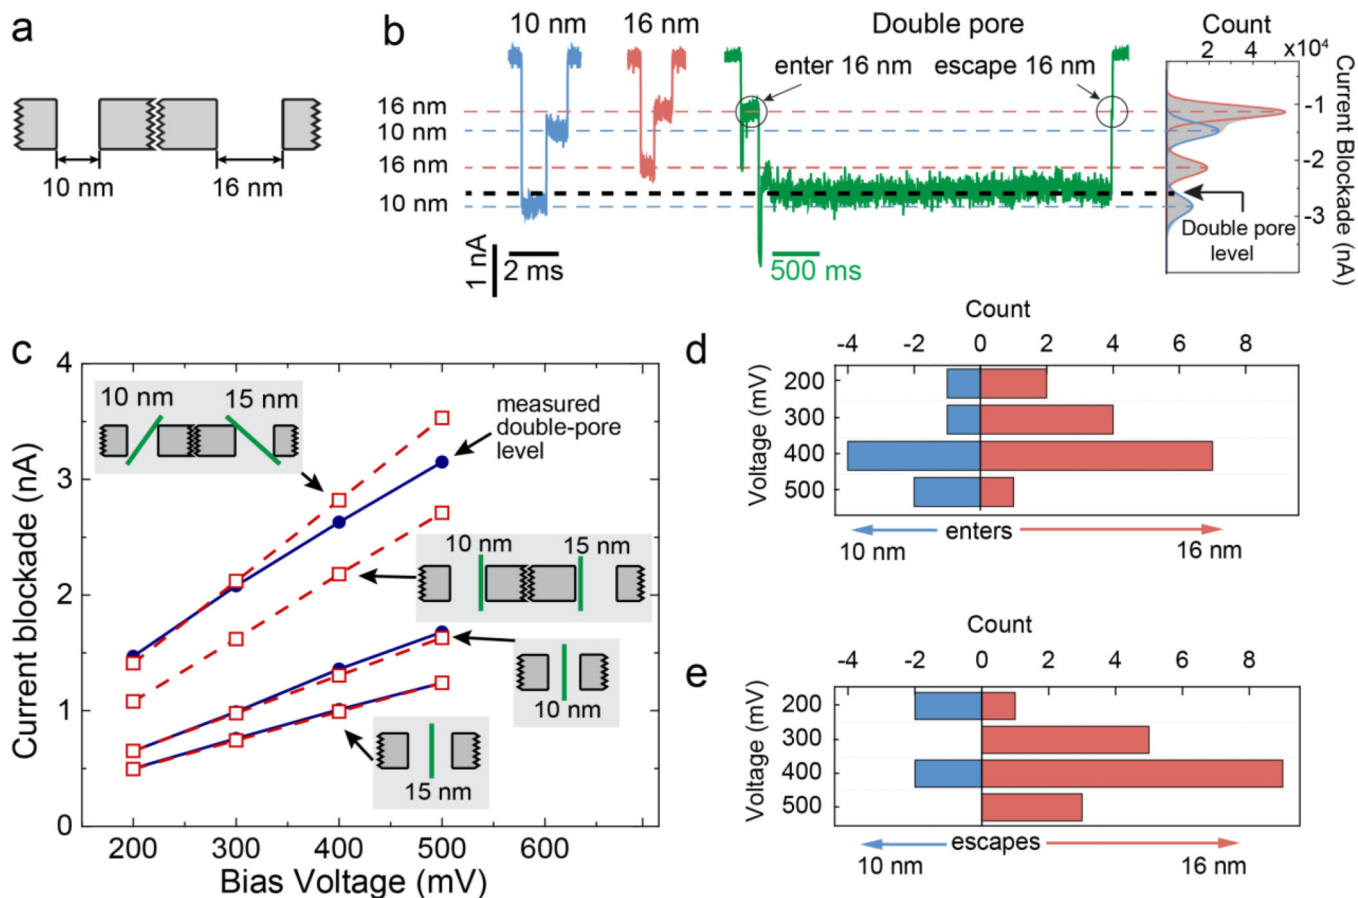 a
10 nm
16 nm
b
10 nm
16 nm
Double pore
enter 16 nm
escape 16 nm
16 nm
10 nm
16 nm
10 nm
1 nA
2 ms
500 ms
Count
2 4 x10⁴
-1
-2
-3
Current Blockade (nA)
Double pore
level
c
Current blockade (nA)
4
3
2
1
0
200 300 400 500 600
Bias Voltage (mV)
10 nm
15 nm
measured
double-pore
level
10 nm
15 nm
10 nm
15 nm
d
Count
-4 -2 0 2 4 6 8
Voltage (mV)
200
300
400
500
enters
10 nm
16 nm
e
Count
-4 -2 0 2 4 6 8
Voltage (mV)
200
300
400
500
escapes
10 nm
16 nm